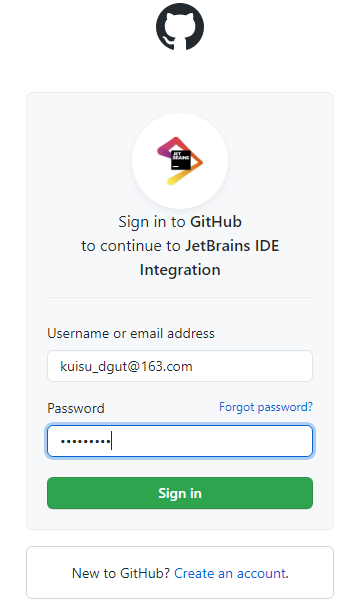 JET
BRAINS
Sign in to GitHub
to continue to JetBrains IDE
Integration
Username or email address
kuisu_dgut@163.com
Password Forgot password?
•••••••••
Sign in
New to GitHub? Create an account.